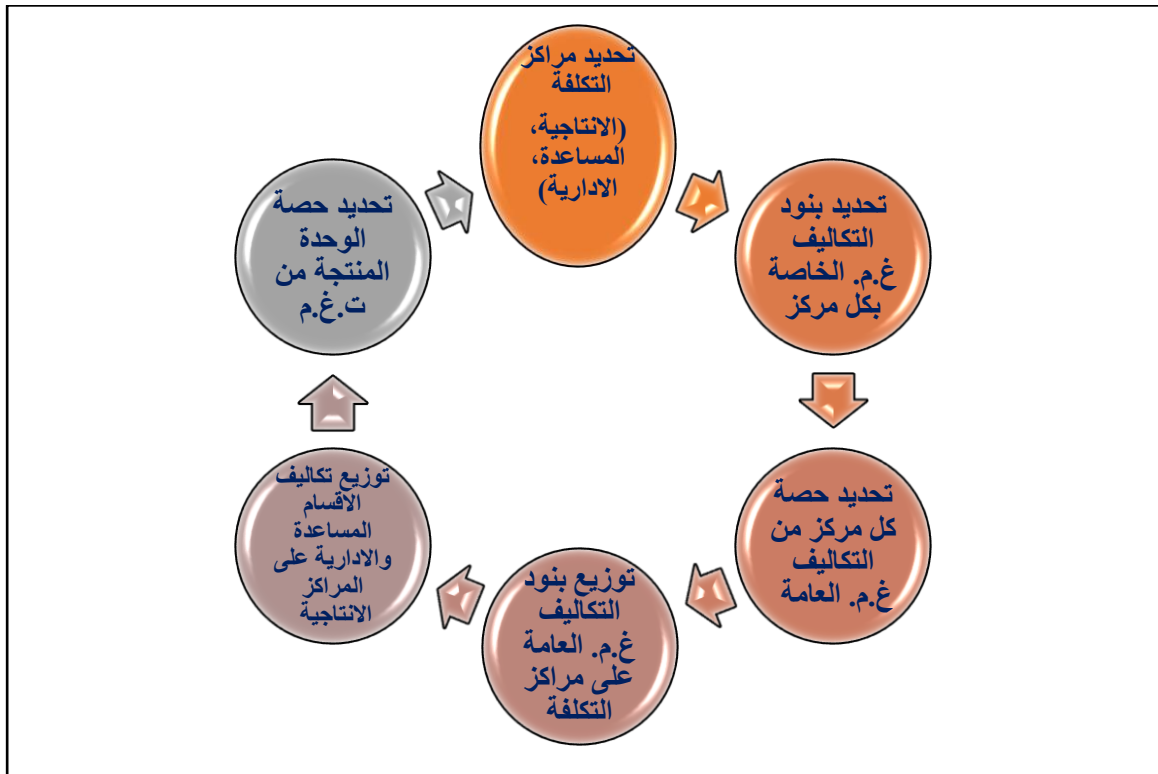 تحديد مراكز
التكلفة
(الانتاجية،
المساعدة،
الادارية)
تحديد بنود
التكاليف
غ.م. الخاصة
بكل مركز
تحديد حصة
كل مركز من
التكاليف
غ.م. العامة
توزيع بنود
التكاليف
غ.م. العامة
على مراكز
التكلفة
توزيع تكاليف
الاقسام
المساعدة
والادارية على
المراكز
الانتاجية
تحديد حصة
الوحدة
المنتجة من
ت.غ.م